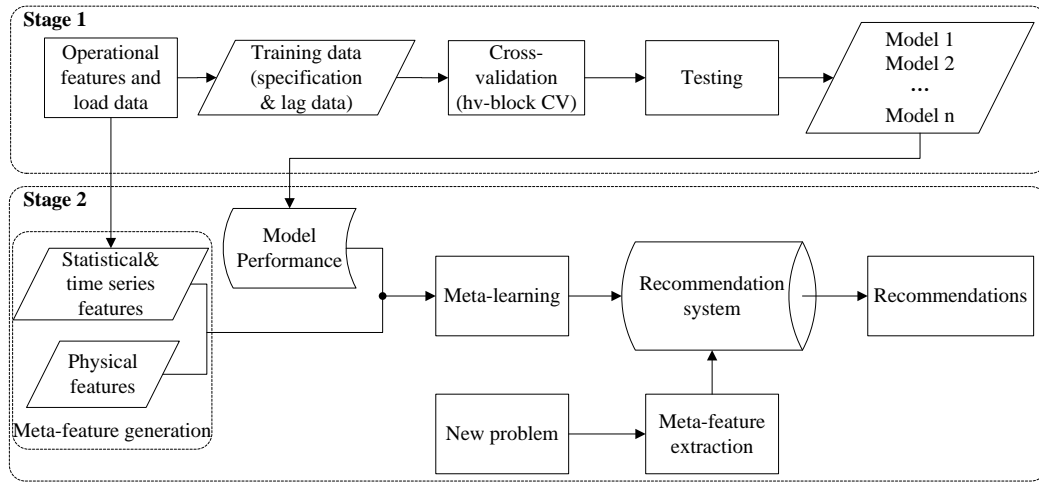 Stage 1
Operational
features and
load data
Training data
(specification
& lag data)
Cross-
validation
(hv-block CV)
Testing
Model 1
Model 2
...
Model n
Stage 2
Statistical&
time series
features
Physical
features
Meta-feature generation
Model
Performance
Meta-learning
Recommendation
system
Recommendations
New problem
Meta-feature
extraction